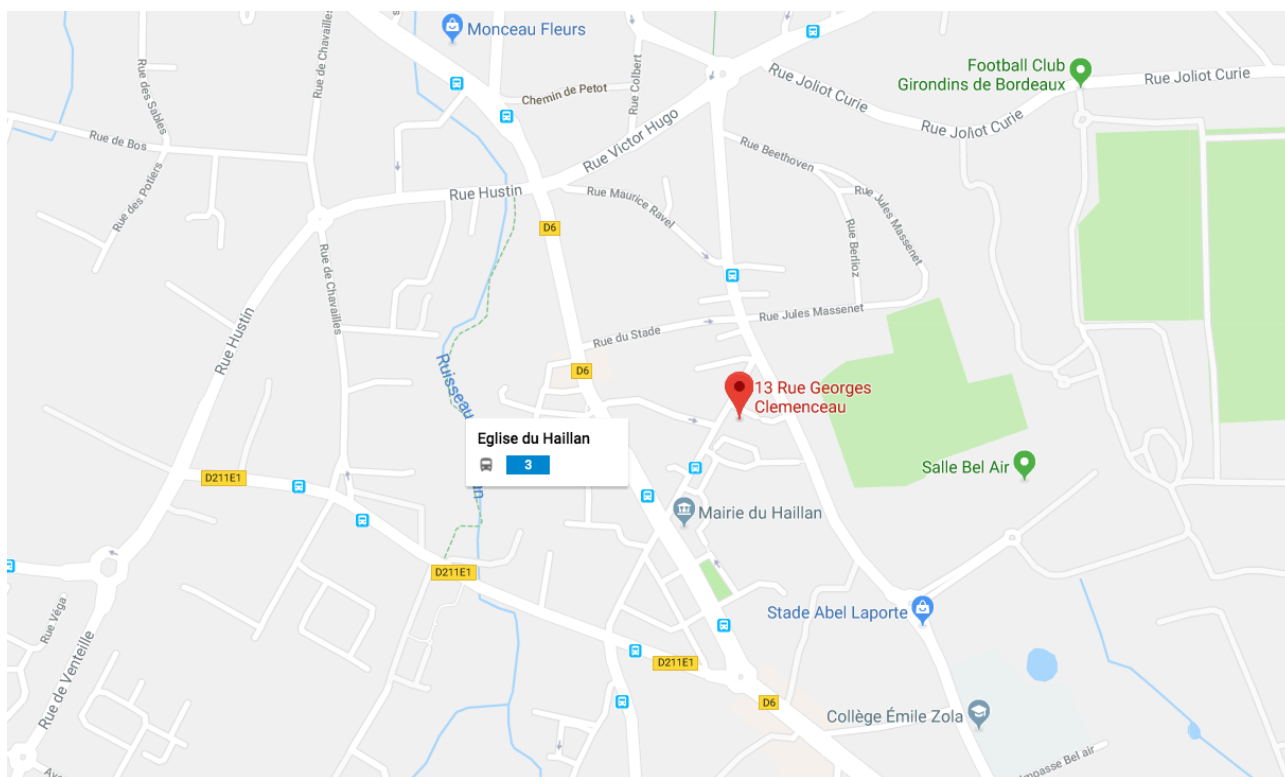 Monceau Fleurs
Football Club
Girondins de Bordeaux
Rue Joliot Curie
Rue Joliot Curie
Rue Joliot Curie
Rue de Chavailles
Rue des Sables
Chemin de Petot
Rue Colbert
Rue de Bos
Rue Victor Hugo
Rue Beethoven
Rue des Potiers
Rue Hustin
Rue Maurice Ravel
Rue Jules Massenet
D6
Rue Berlioz
Rue de Chavailles
Rue Hustin
Rue Jules Massenet
Rue du Stade
Ruisseau
D6
13 Rue Georges
Clemenceau
Eglise du Haillan
3
Salle Bel Air
D211E1
Mairie du Haillan
D211E1
Rue Véga
Stade Abel Laporte
Rue de Venteille
D211E1
D6
Collège Émile Zola
Bel air